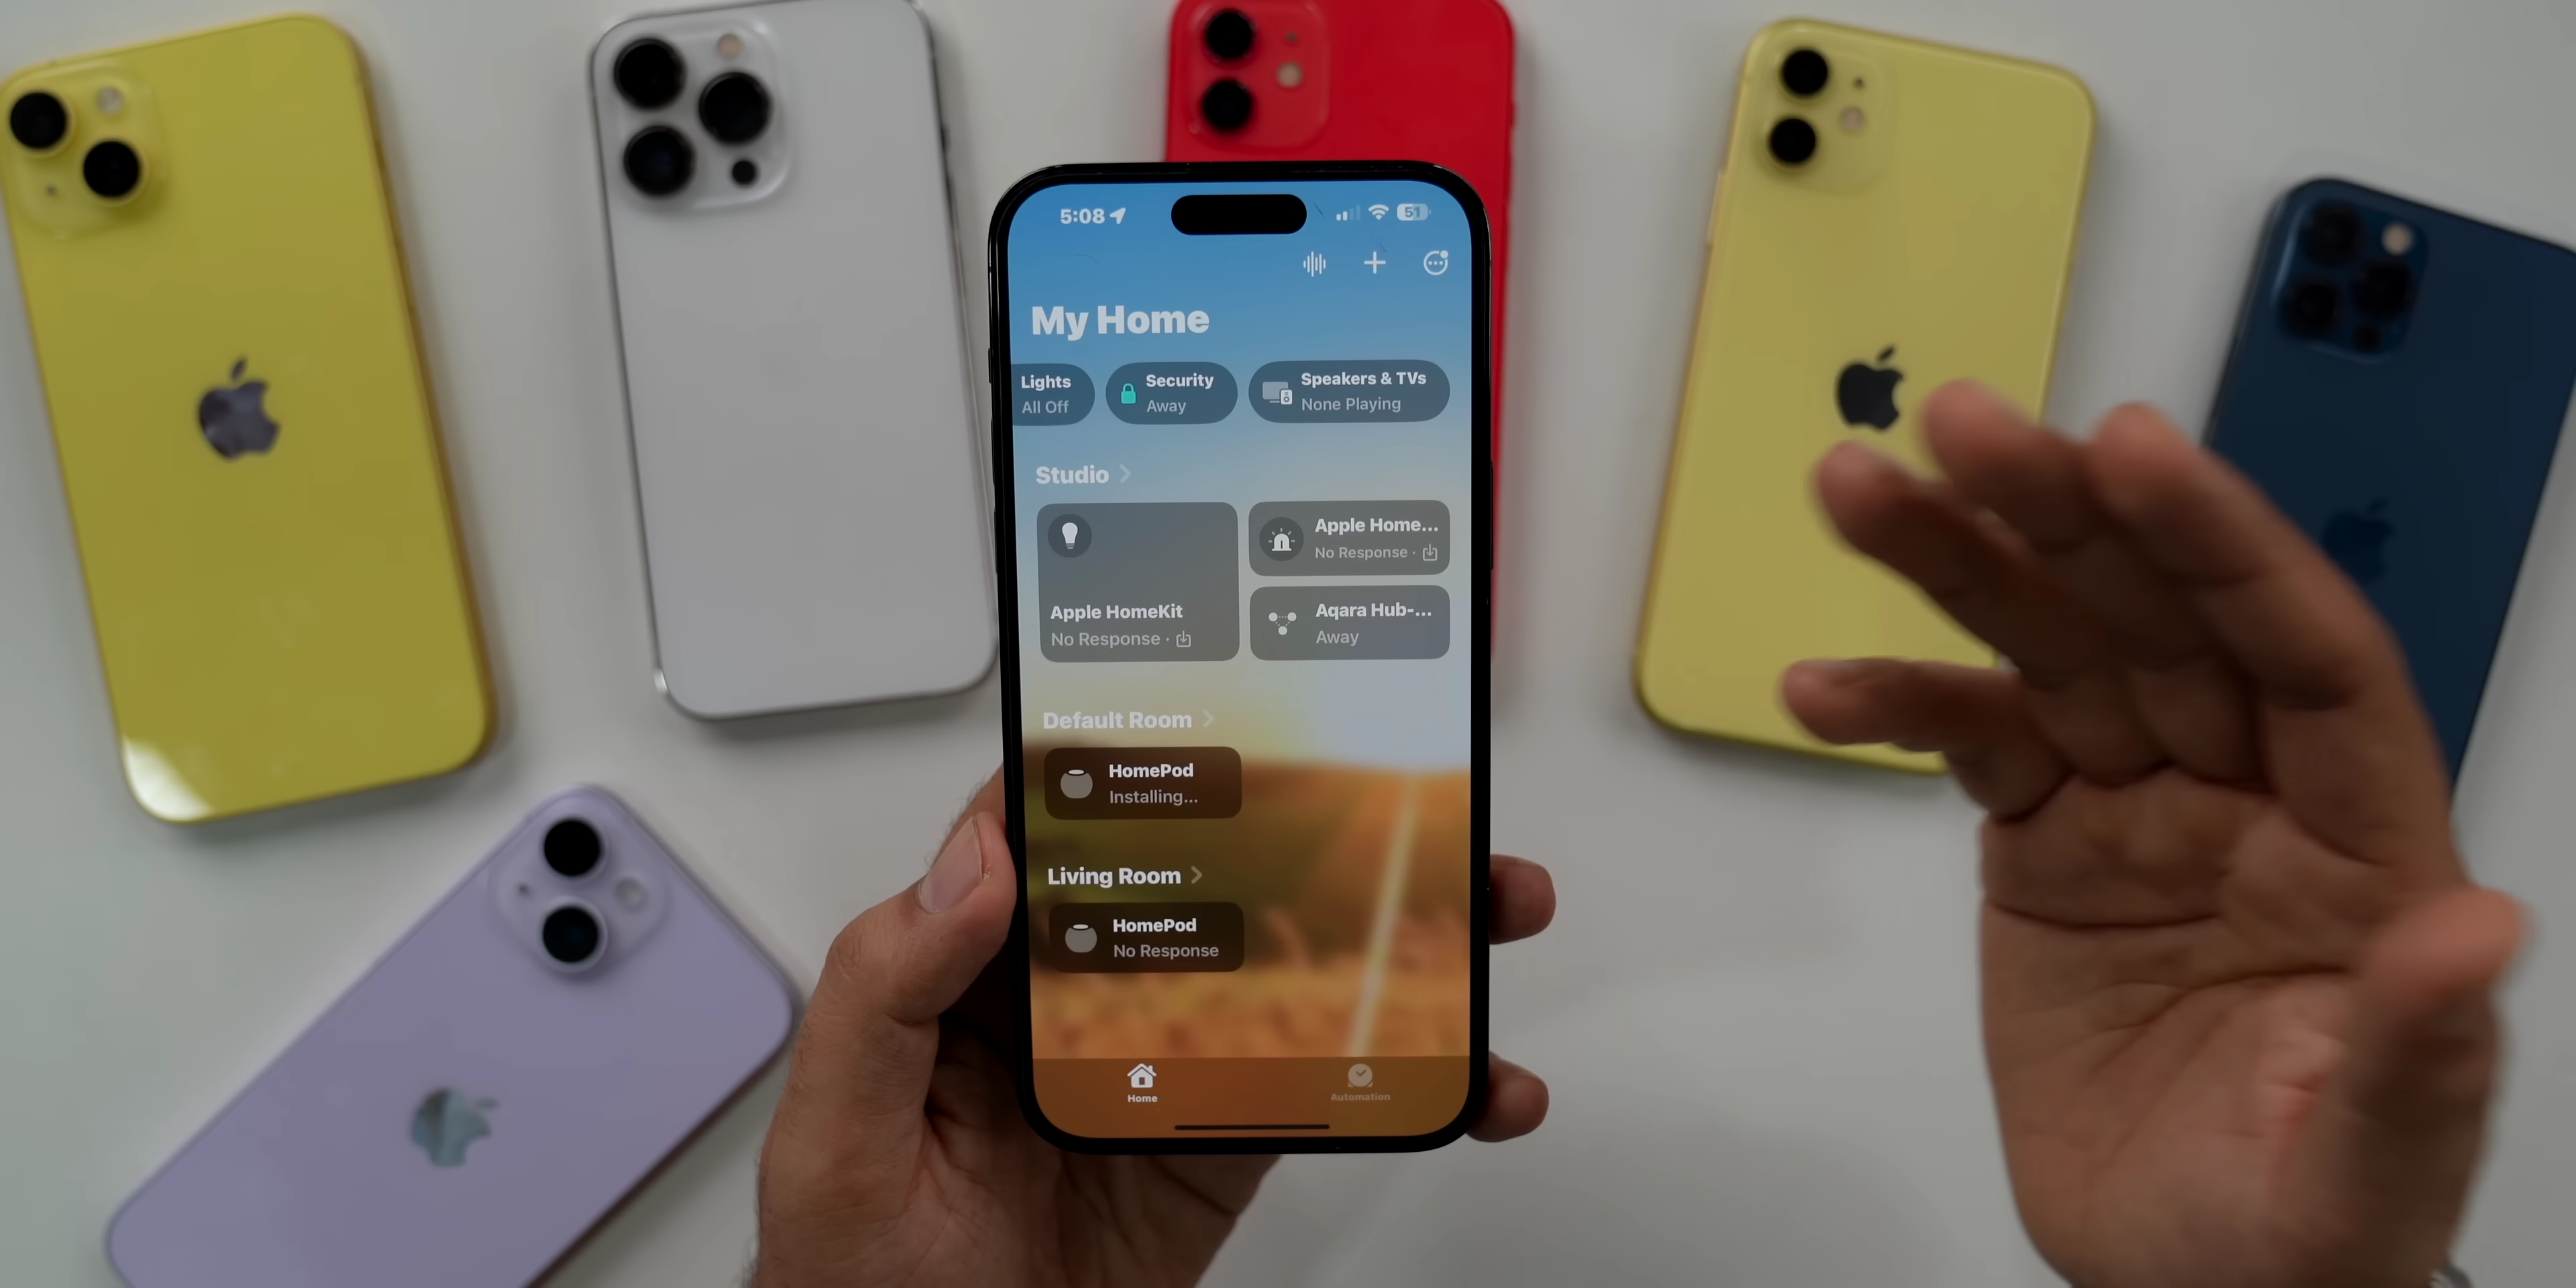 5:08
51
My Home
Lights
All Off
Security
Away
Speakers & TVs
None Playing
Studio
Apple HomeKit
No Response ·
Apple Home...
No Response ·
Aqara Hub-...
Away
Default Room
HomePod
Installing...
Living Room
HomePod
No Response
Home
Automation